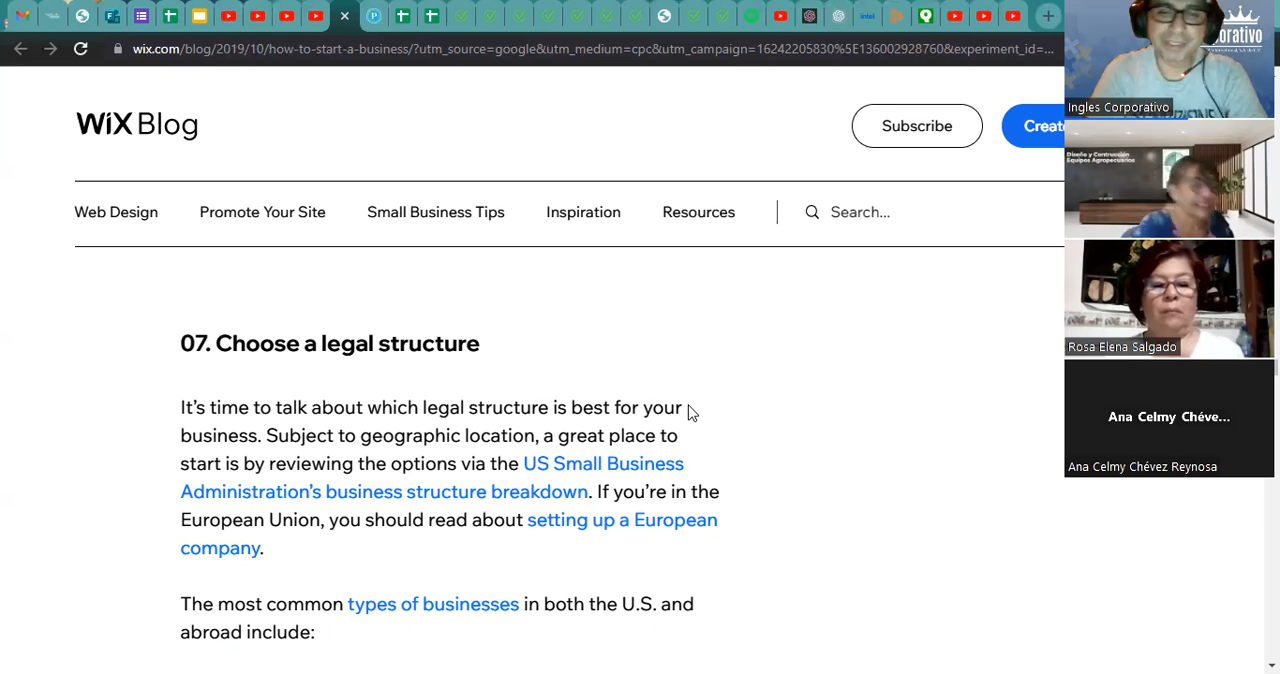 wix.com/blog/2019/10/how-to-start-a-business/?utm_source=google&utm_medium=cpc&utm_campaign=16242205830%5E136002928760&experiment_id=...
WiX Blog
Subscribe
Creat
Web Design
Promote Your Site
Small Business Tips
Inspiration
Resources
Search...
07. Choose a legal structure
It's time to talk about which legal structure is best for your
business. Subject to geographic location, a great place to
start is by reviewing the options via the US Small Business
Administration's business structure breakdown. If you're in the
European Union, you should read about setting up a European
company.
The most common types of businesses in both the U.S. and
abroad include:
orativo
Ingles Corporativo
Diseño y Construcción
Equipos Agropecuarios
Rosa Elena Salgado
Ana Celmy Chéve...
Ana Celmy Chévez Reynosa